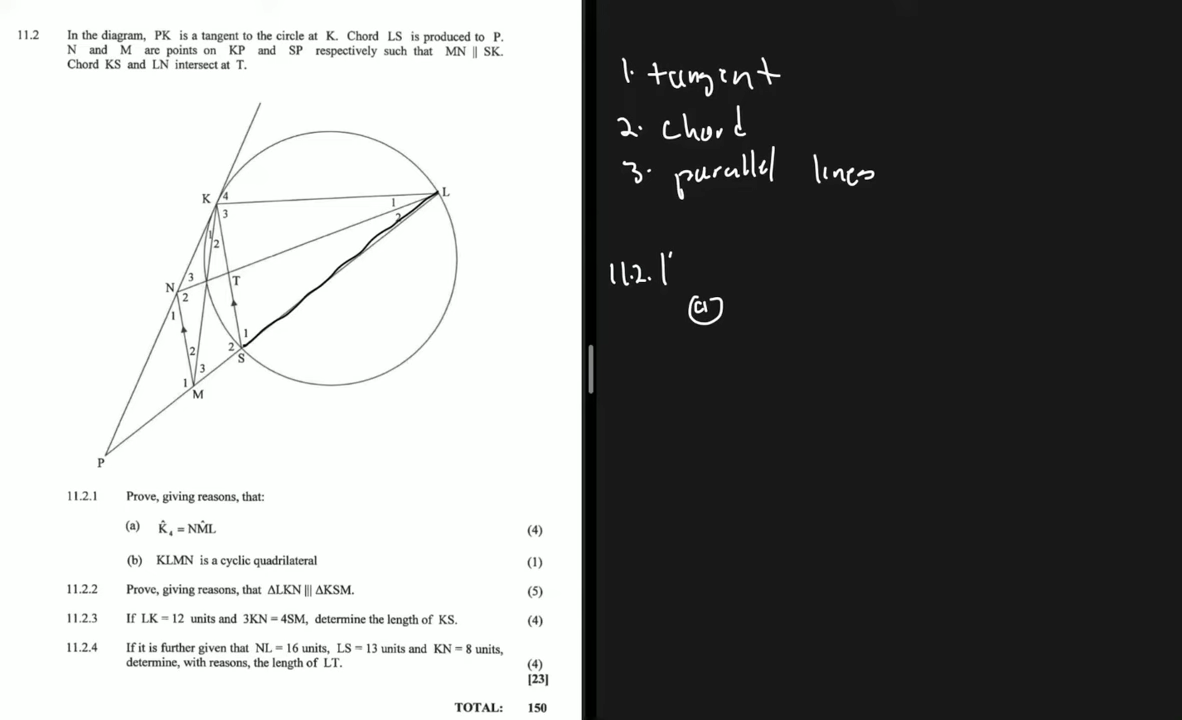 11.2 In the diagram, PK is a tangent to the circle at K. Chord LS is produced to P.
N and M are points on KP and SP respectively such that MN || SK.
Chord KS and LN intersect at T.
K 4 L
3 1
1 2 2
3 T
N 2
1 1
2 2 S
3
1 M
P
11.2.1 Prove, giving reasons, that:
(a) K̂₄ = NM̂L (4)
(b) KLMN is a cyclic quadrilateral (1)
11.2.2 Prove, giving reasons, that ΔLKN ||| ΔKSM. (5)
11.2.3 If LK = 12 units and 3KN = 4SM, determine the length of KS. (4)
11.2.4 If it is further given that NL = 16 units, LS = 13 units and KN = 8 units,
determine, with reasons, the length of LT. (4)
[23]
TOTAL: 150
1. tangent
2. chord
3. parallel lines
11.2.1
(a)